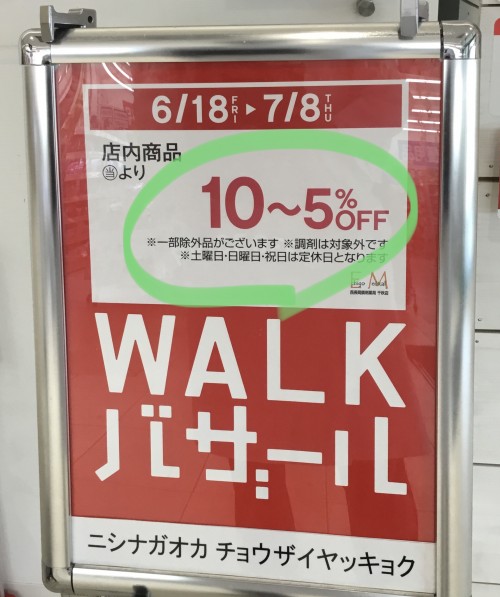 6/18 FRI ▶ 7/8 THU
店内商品
㊢より
10〜5%OFF
※一部除外品がございます ※調剤は対象外です
※土曜日・日曜日・祝日は定休日となります
WALK
バザール
ニシナガオカ チョウザイヤッキョク